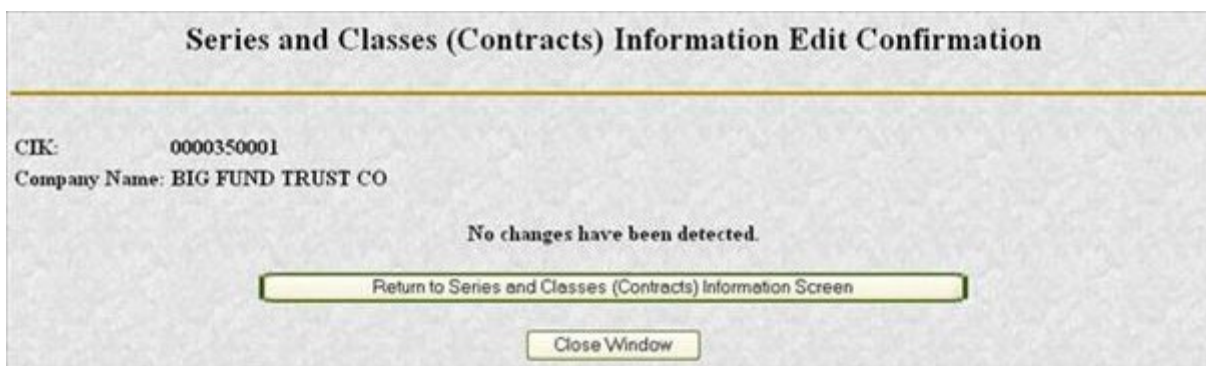 Series and Classes (Contracts) Information Edit Confirmation
CIK: 0000350001
Company Name: BIG FUND TRUST CO
No changes have been detected.
Return to Series and Classes (Contracts) Information Screen
Close Window